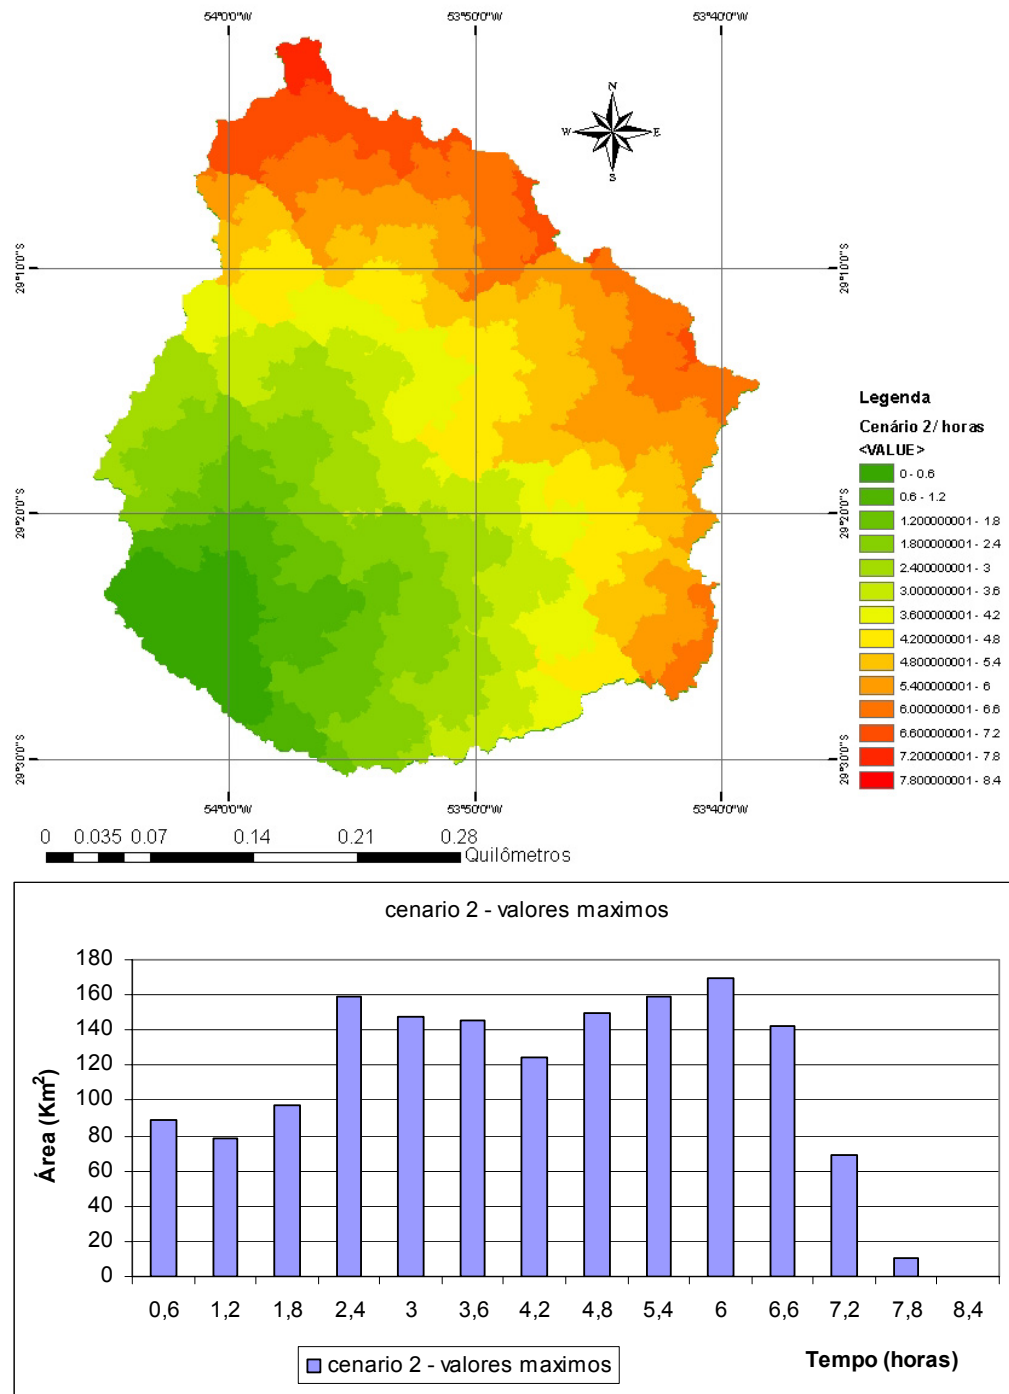 54°0'0"W 53°50'0"W 53°40'0"W
N
W E
S
29°10'0"S 29°10'0"S
29°20'0"S 29°20'0"S
29°30'0"S 29°30'0"S
54°0'0"W 53°50'0"W 53°40'0"W
Legenda
Cenário 2/ horas
<VALUE>
0 - 0.6
0.6 - 1.2
1.200000001 - 1.8
1.800000001 - 2.4
2.400000001 - 3
3.000000001 - 3.6
3.600000001 - 4.2
4.200000001 - 4.8
4.800000001 - 5.4
5.400000001 - 6
6.000000001 - 6.6
6.600000001 - 7.2
7.200000001 - 7.8
7.800000001 - 8.4
0 0.035 0.07 0.14 0.21 0.28
Quilômetros
cenario 2 - valores maximos
Área (Km²)
180
160
140
120
100
80
60
40
20
0
0,6 1,2 1,8 2,4 3 3,6 4,2 4,8 5,4 6 6,6 7,2 7,8 8,4
cenario 2 - valores maximos
Tempo (horas)